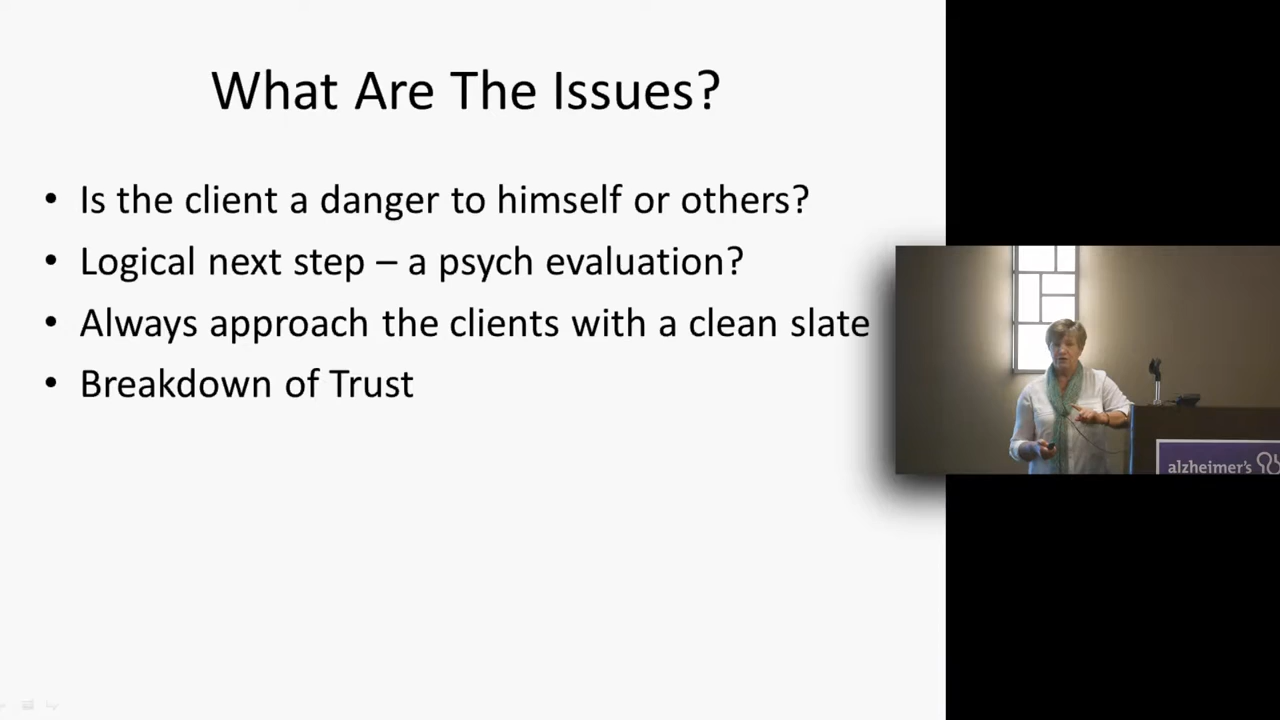 What Are The Issues?
• Is the client a danger to himself or others?
• Logical next step – a psych evaluation?
• Always approach the clients with a clean slate
• Breakdown of Trust
alzheimer's